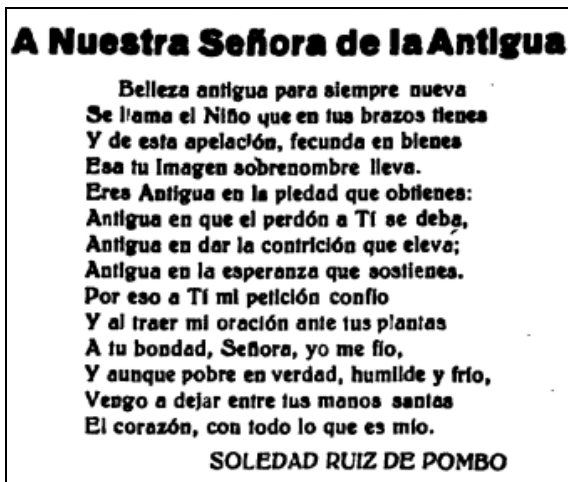 A Nuestra Señora de la Antigua
Belleza antigua para siempre nueva
Se llama el Niño que en tus brazos tienes
Y de esta apelación, fecunda en bienes
Esa tu Imagen sobrenombre lleva.
Eres Antigua en la piedad que obtienes:
Antigua en que el perdón a Tí se deba,
Antigua en dar la contrición que eleva;
Antigua en la esperanza que sostienes.
Por eso a Tí mi petición confío
Y al traer mi oración ante tus plantas
A tu bondad, Señora, yo me fío,
Y aunque pobre en verdad, humilde y frío,
Vengo a dejar entre tus manos santas
El corazón, con todo lo que es mío.
SOLEDAD RUIZ DE POMBO